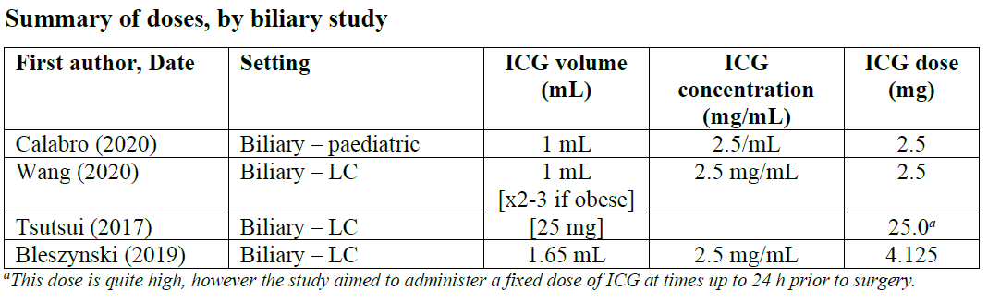 Summary of doses, by biliary study
First author, Date Setting ICG volume (mL) ICG concentration (mg/mL) ICG dose (mg)
Calabro (2020) Biliary – paediatric 1 mL 2.5/mL 2.5
Wang (2020) Biliary – LC 1 mL [x2-3 if obese] 2.5 mg/mL 2.5
Tsutsui (2017) Biliary – LC [25 mg] 25.0a
Bleszynski (2019) Biliary – LC 1.65 mL 2.5 mg/mL 4.125
aThis dose is quite high, however the study aimed to administer a fixed dose of ICG at times up to 24 h prior to surgery.